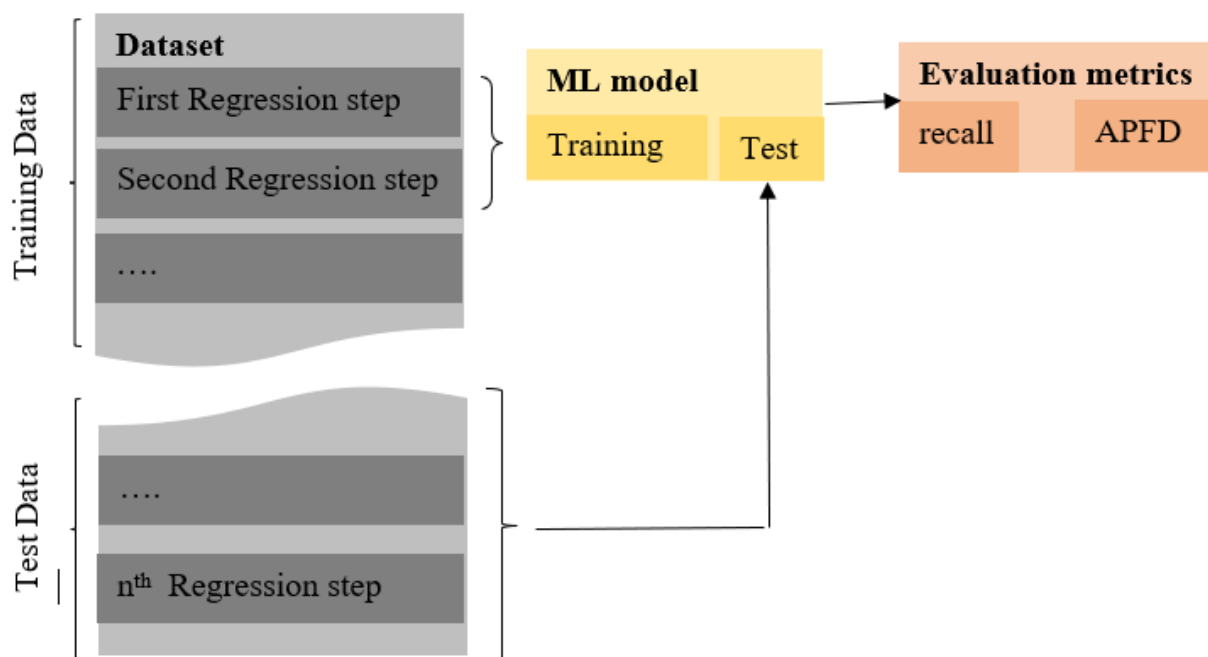 Training Data
Dataset
First Regression step
Second Regression step
….
ML model
Training
Test
Evaluation metrics
recall
APFD
Test Data
….
nth Regression step